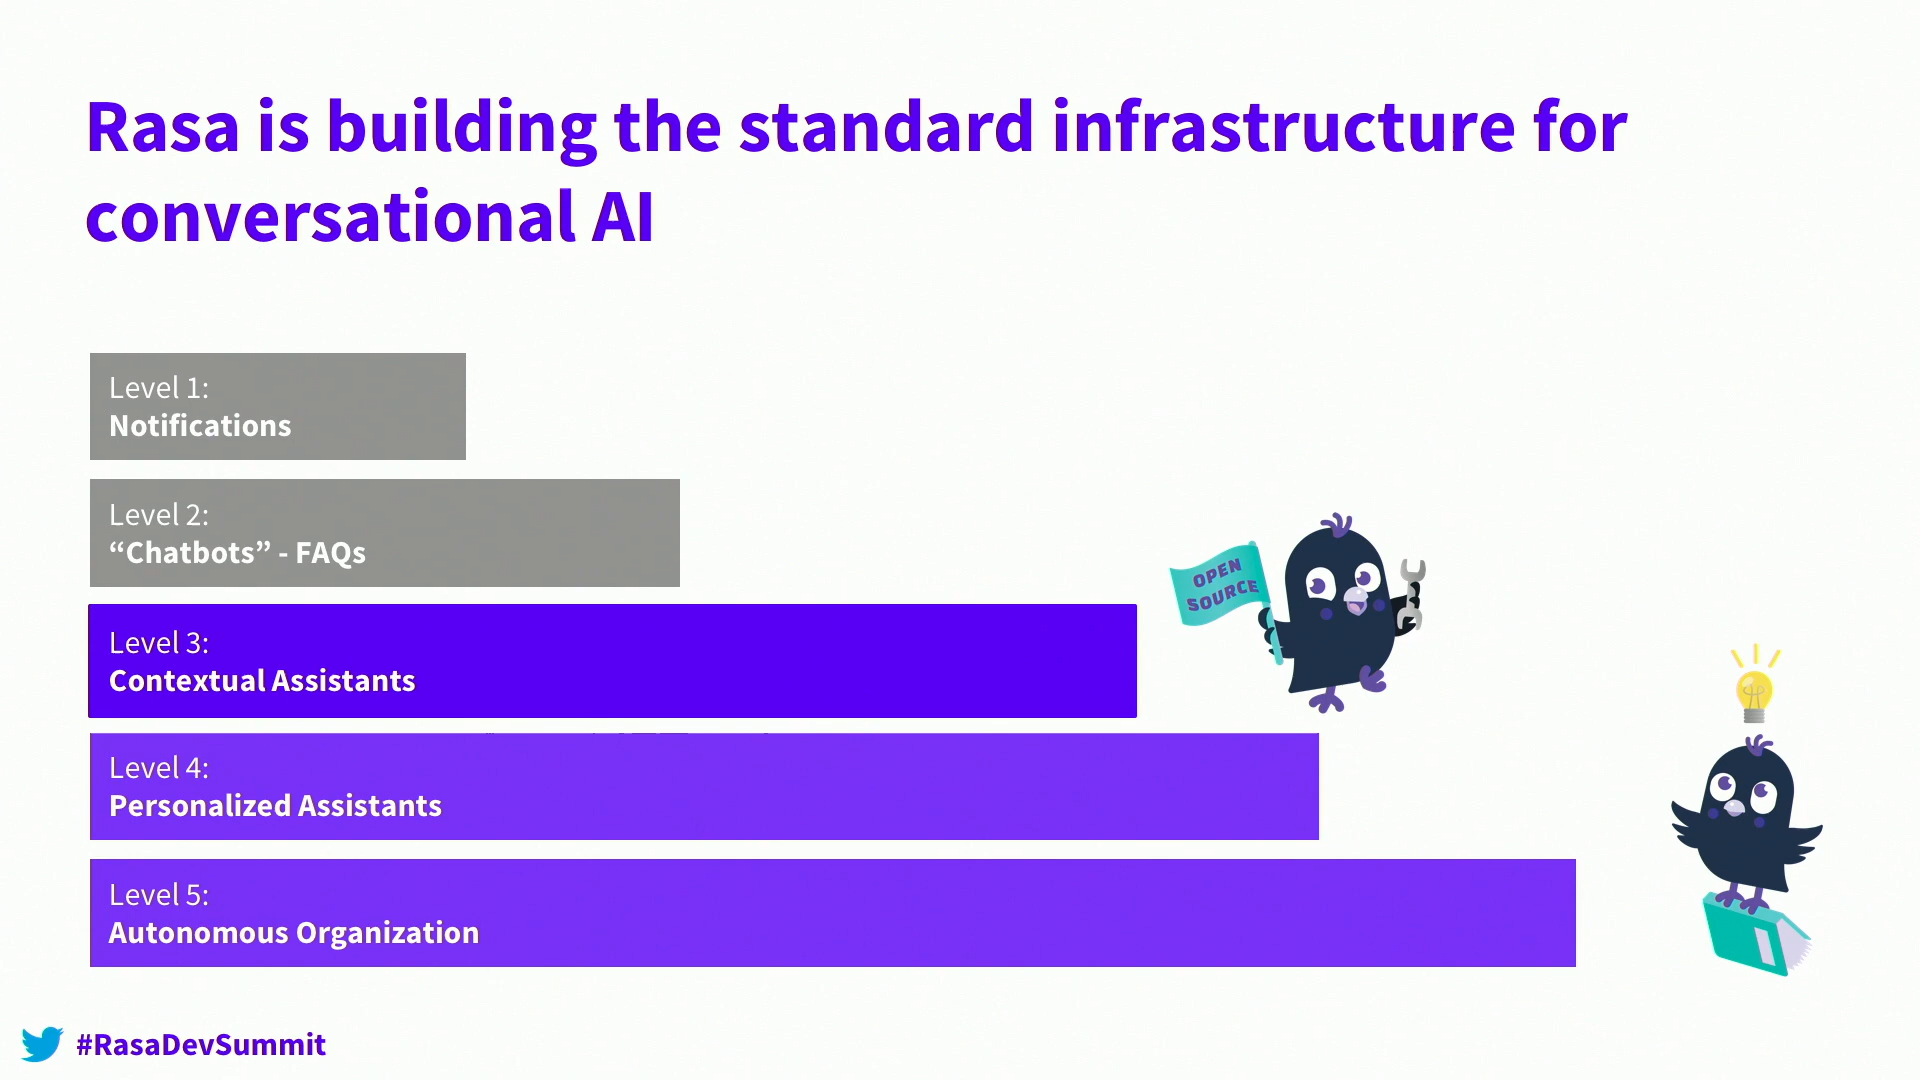 Rasa is building the standard infrastructure for
conversational AI
Level 1:
Notifications
Level 2:
“Chatbots” - FAQs
OPEN
SOURCE
Level 3:
Contextual Assistants
Level 4:
Personalized Assistants
Level 5:
Autonomous Organization
#RasaDevSummit